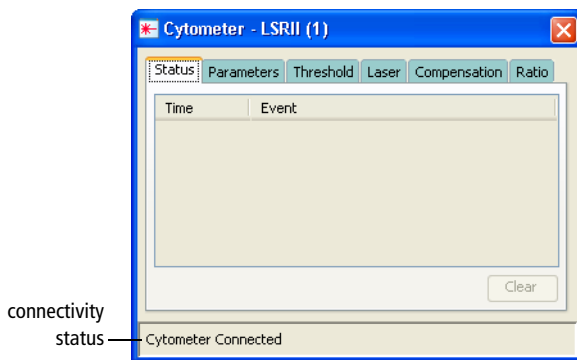 Cytometer - LSRII (1)
Status Parameters Threshold Laser Compensation Ratio
Time Event
Clear
connectivity
status
Cytometer Connected